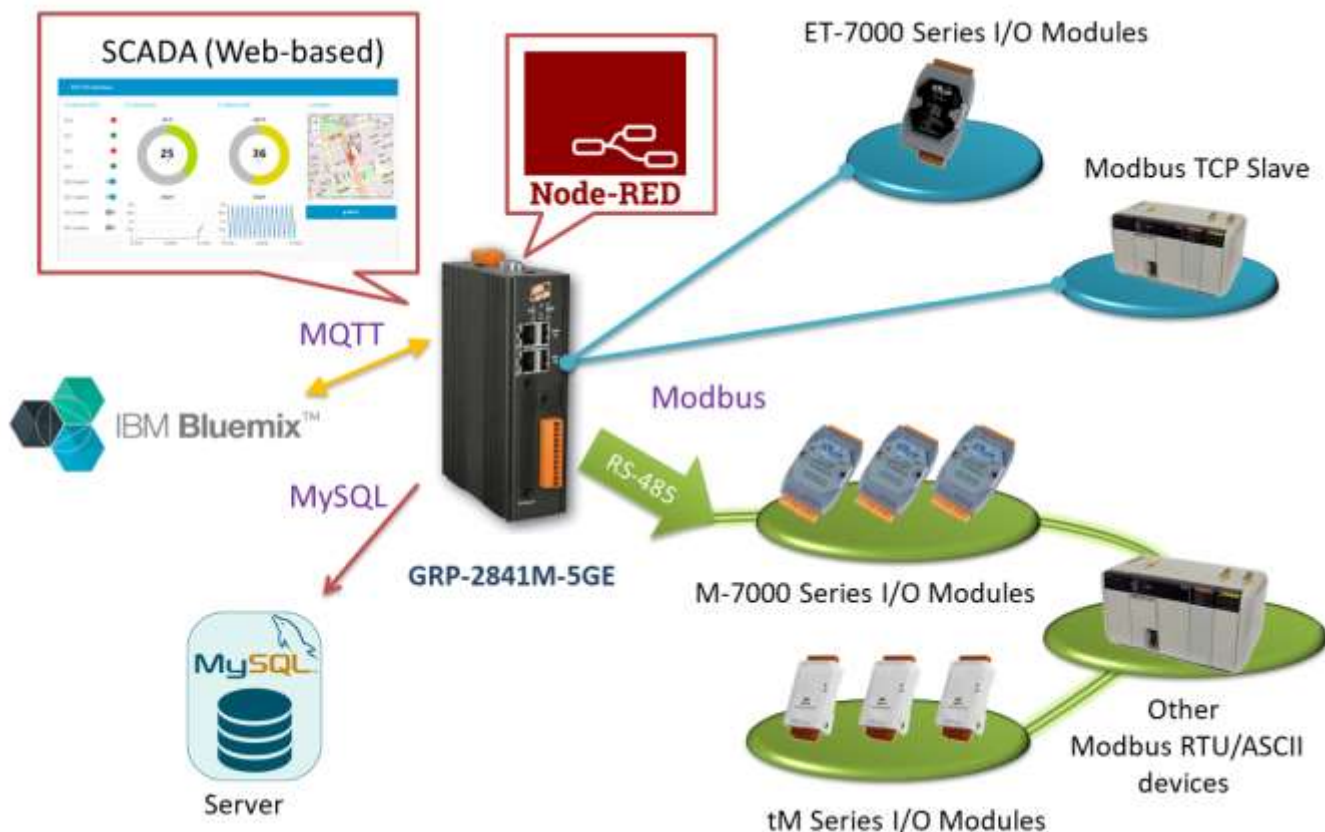 SCADA (Web-based)
25
36
Node-RED
ET-7000 Series I/O Modules
Modbus TCP Slave
MQTT
IBM Bluemix™
Modbus
RS-485
MySQL
GRP-2841M-5GE
M-7000 Series I/O Modules
MySQL
Server
Other
Modbus RTU/ASCII
devices
tM Series I/O Modules